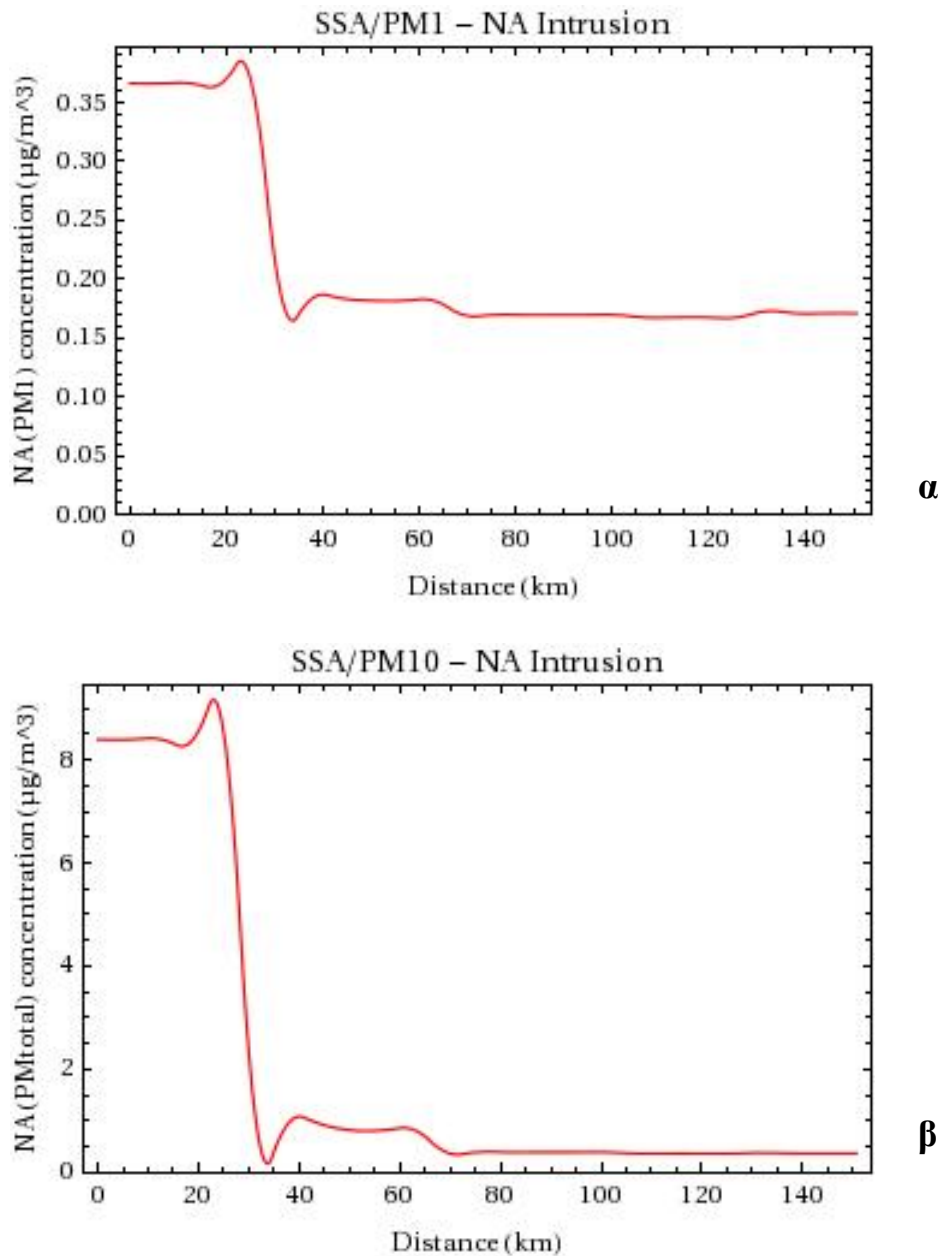 SSA/PM1 – NA Intrusion
NA(PM1) concentration (µg/m^3)
0.35
0.30
0.25
0.20
0.15
0.10
0.05
0.00
0 20 40 60 80 100 120 140
Distance (km)
α
SSA/PM10 – NA Intrusion
NA(PMtotal) concentration (µg/m^3)
8
6
4
2
0
0 20 40 60 80 100 120 140
Distance (km)
β